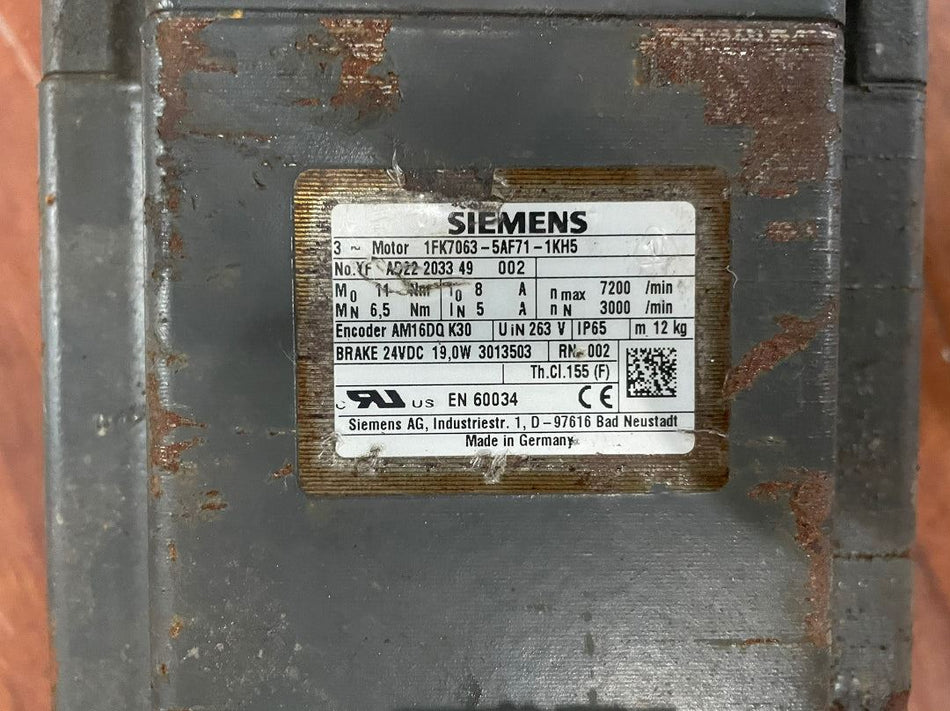 SIEMENS
3 ~ Motor 1FK7063-5AF71-1KH5
No.YF 2033 49 002
M0 11 Nm I0 8 A n max 7200 /min
MN 6,5 Nm IN 5 A n N 3000 /min
Encoder AM16DQ K30 UIN 263 V IP65 m 12 kg
BRAKE 24VDC 19,0W 3013503 RN 002
Th.Cl.155 (F)
c RU US EN 60034 CE
Siemens AG, Industriestr. 1, D-97616 Bad Neustadt
Made in Germany